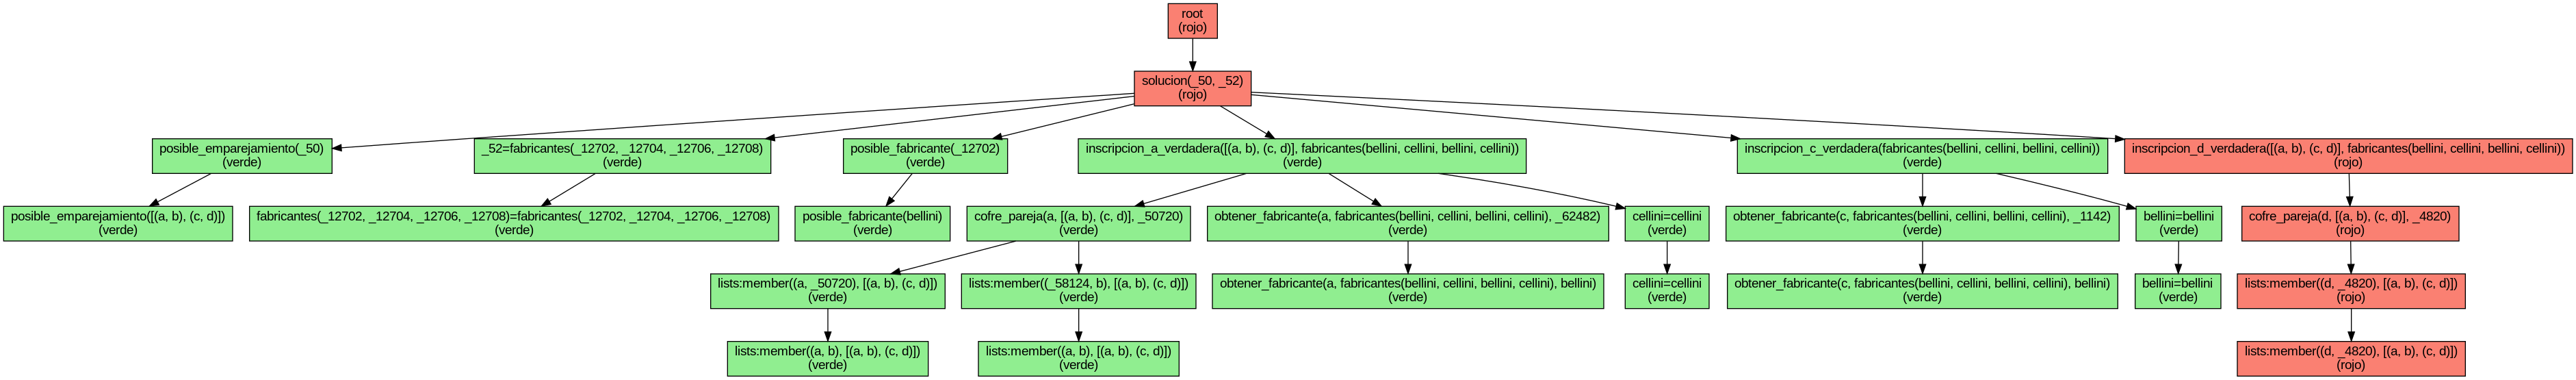 root
(rojo)
solucion(_50, _52)
(rojo)
posible_emparejamiento(_50)
(verde)
_52=fabricantes(_12702, _12704, _12706, _12708)
(verde)
posible_fabricante(_12702)
(verde)
inscripcion_a_verdadera([(a, b), (c, d)], fabricantes(bellini, cellini, bellini, cellini))
(verde)
inscripcion_c_verdadera(fabricantes(bellini, cellini, bellini, cellini))
(verde)
inscripcion_d_verdadera([(a, b), (c, d)], fabricantes(bellini, cellini, bellini, cellini))
(rojo)
posible_emparejamiento([(a, b), (c, d)])
(verde)
fabricantes(_12702, _12704, _12706, _12708)=fabricantes(_12702, _12704, _12706, _12708)
(verde)
posible_fabricante(bellini)
(verde)
cofre_pareja(a, [(a, b), (c, d)], _50720)
(verde)
obtener_fabricante(a, fabricantes(bellini, cellini, bellini, cellini), _62482)
(verde)
cellini=cellini
(verde)
obtener_fabricante(c, fabricantes(bellini, cellini, bellini, cellini), _1142)
(verde)
bellini=bellini
(verde)
cofre_pareja(d, [(a, b), (c, d)], _4820)
(rojo)
lists:member((a, _50720), [(a, b), (c, d)])
(verde)
lists:member((_58124, b), [(a, b), (c, d)])
(verde)
obtener_fabricante(a, fabricantes(bellini, cellini, bellini, cellini), bellini)
(verde)
cellini=cellini
(verde)
obtener_fabricante(c, fabricantes(bellini, cellini, bellini, cellini), bellini)
(verde)
bellini=bellini
(verde)
lists:member((d, _4820), [(a, b), (c, d)])
(rojo)
lists:member((a, b), [(a, b), (c, d)])
(verde)
lists:member((a, b), [(a, b), (c, d)])
(verde)
lists:member((d, _4820), [(a, b), (c, d)])
(rojo)